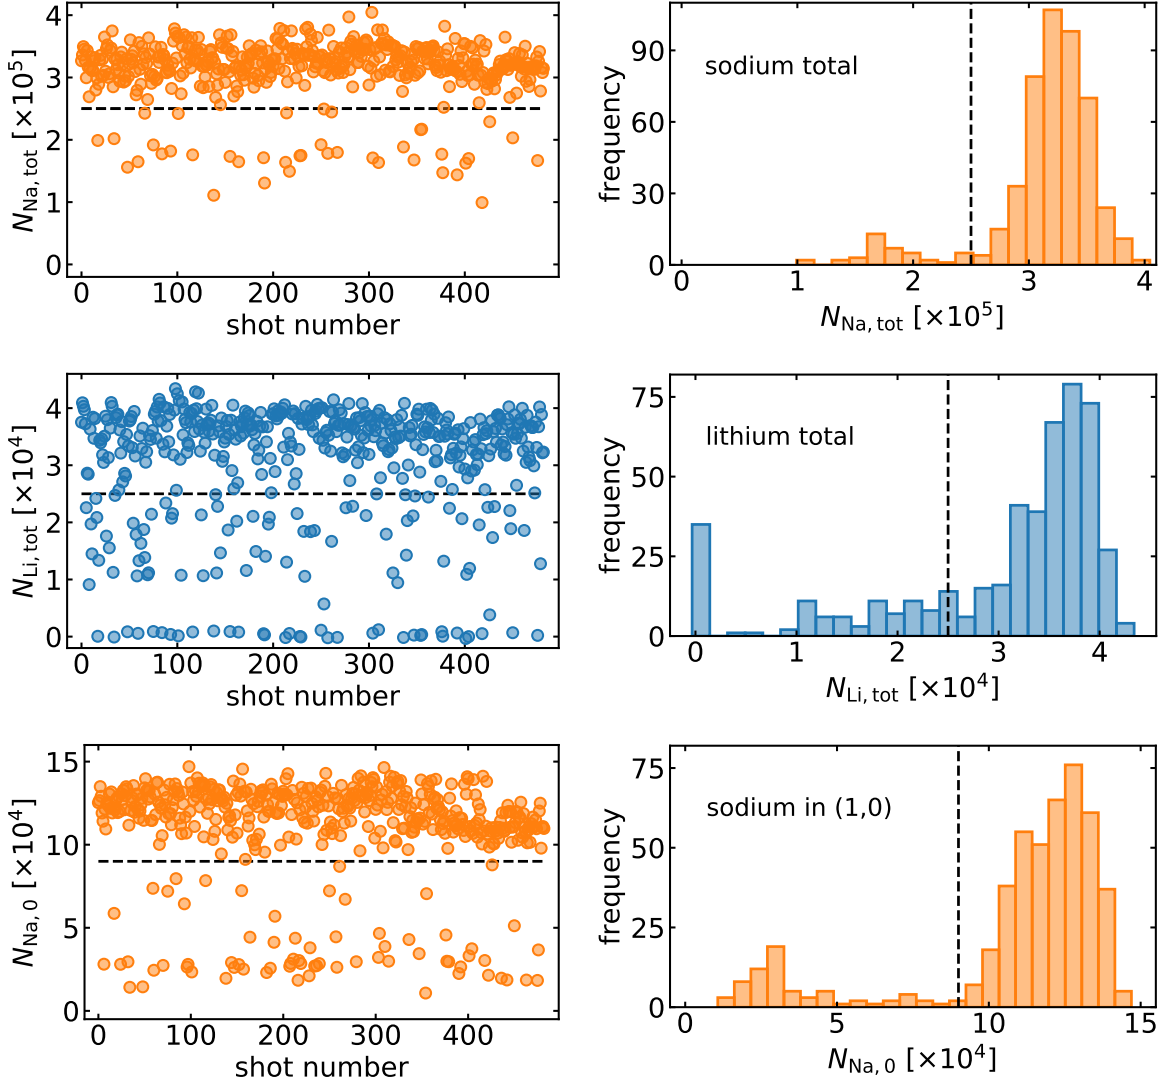 4
3
2
1
0
N_Na, tot [×10^5]
0 100 200 300 400
shot number
90
60
30
0
frequency
sodium total
0 1 2 3 4
N_Na, tot [×10^5]
4
3
2
1
0
N_Li, tot [×10^4]
0 100 200 300 400
shot number
75
50
25
0
frequency
lithium total
0 1 2 3 4
N_Li, tot [×10^4]
15
10
5
0
N_Na, 0 [×10^4]
0 100 200 300 400
shot number
75
50
25
0
frequency
sodium in (1,0)
0 5 10 15
N_Na, 0 [×10^4]